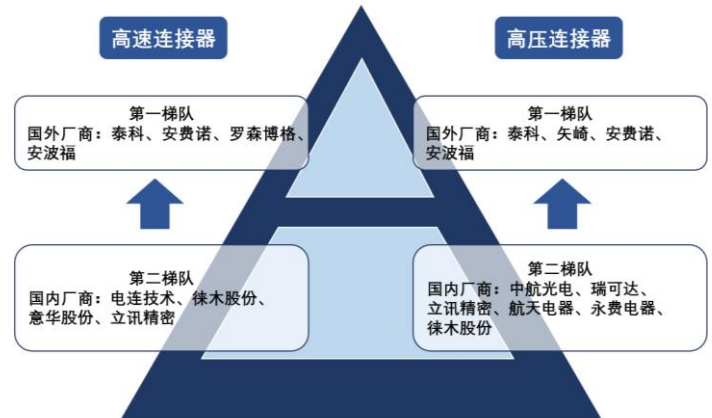 高速连接器
第一梯队
国外厂商：泰科、安费诺、罗森博格、
安波福
第二梯队
国内厂商：电连技术、徕木股份、
意华股份、立讯精密
高压连接器
第一梯队
国外厂商：泰科、矢崎、安费诺、
安波福
第二梯队
国内厂商：中航光电、瑞可达、
立讯精密、航天电器、永费电器、
徕木股份